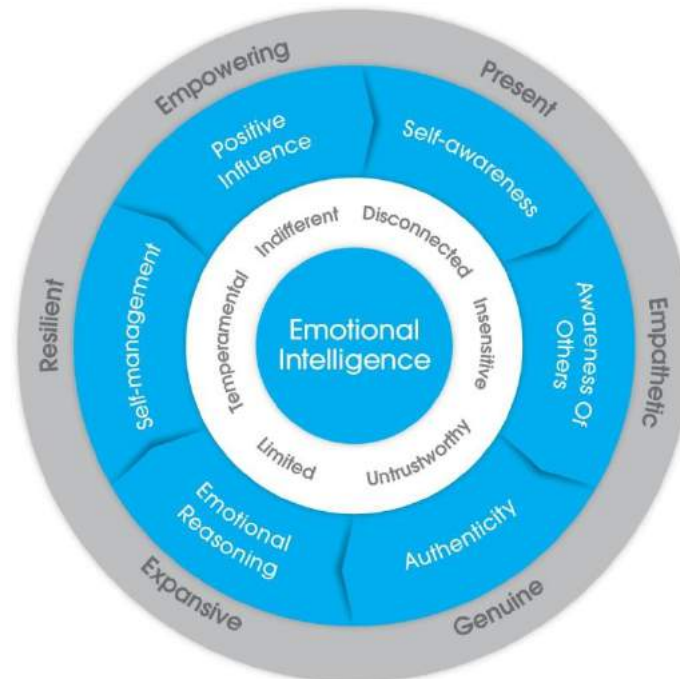 Empowering
Present
Positive
Influence
Self-awareness
Indifferent
Disconnected
Resilient
Self-management
Temperamental
Emotional
Intelligence
Insensitive
Awareness Of
Others
Empathetic
Limited
Untrustworthy
Emotional
Reasoning
Authenticity
Expansive
Genuine